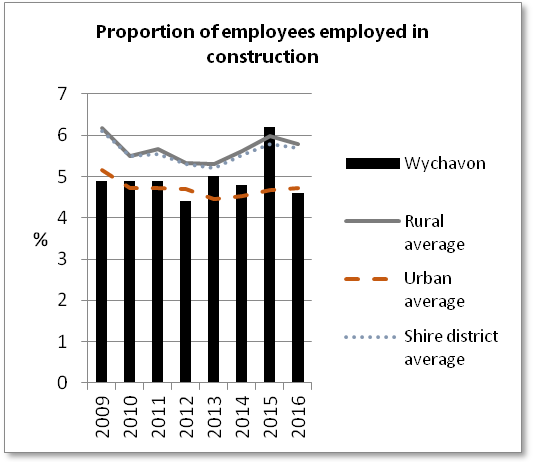 Proportion of employees employed in
construction
7
6
5
4
3
2
1
0
%
2009
2010
2011
2012
2013
2014
2015
2016
Wychavon
Rural
average
Urban
average
Shire district
average